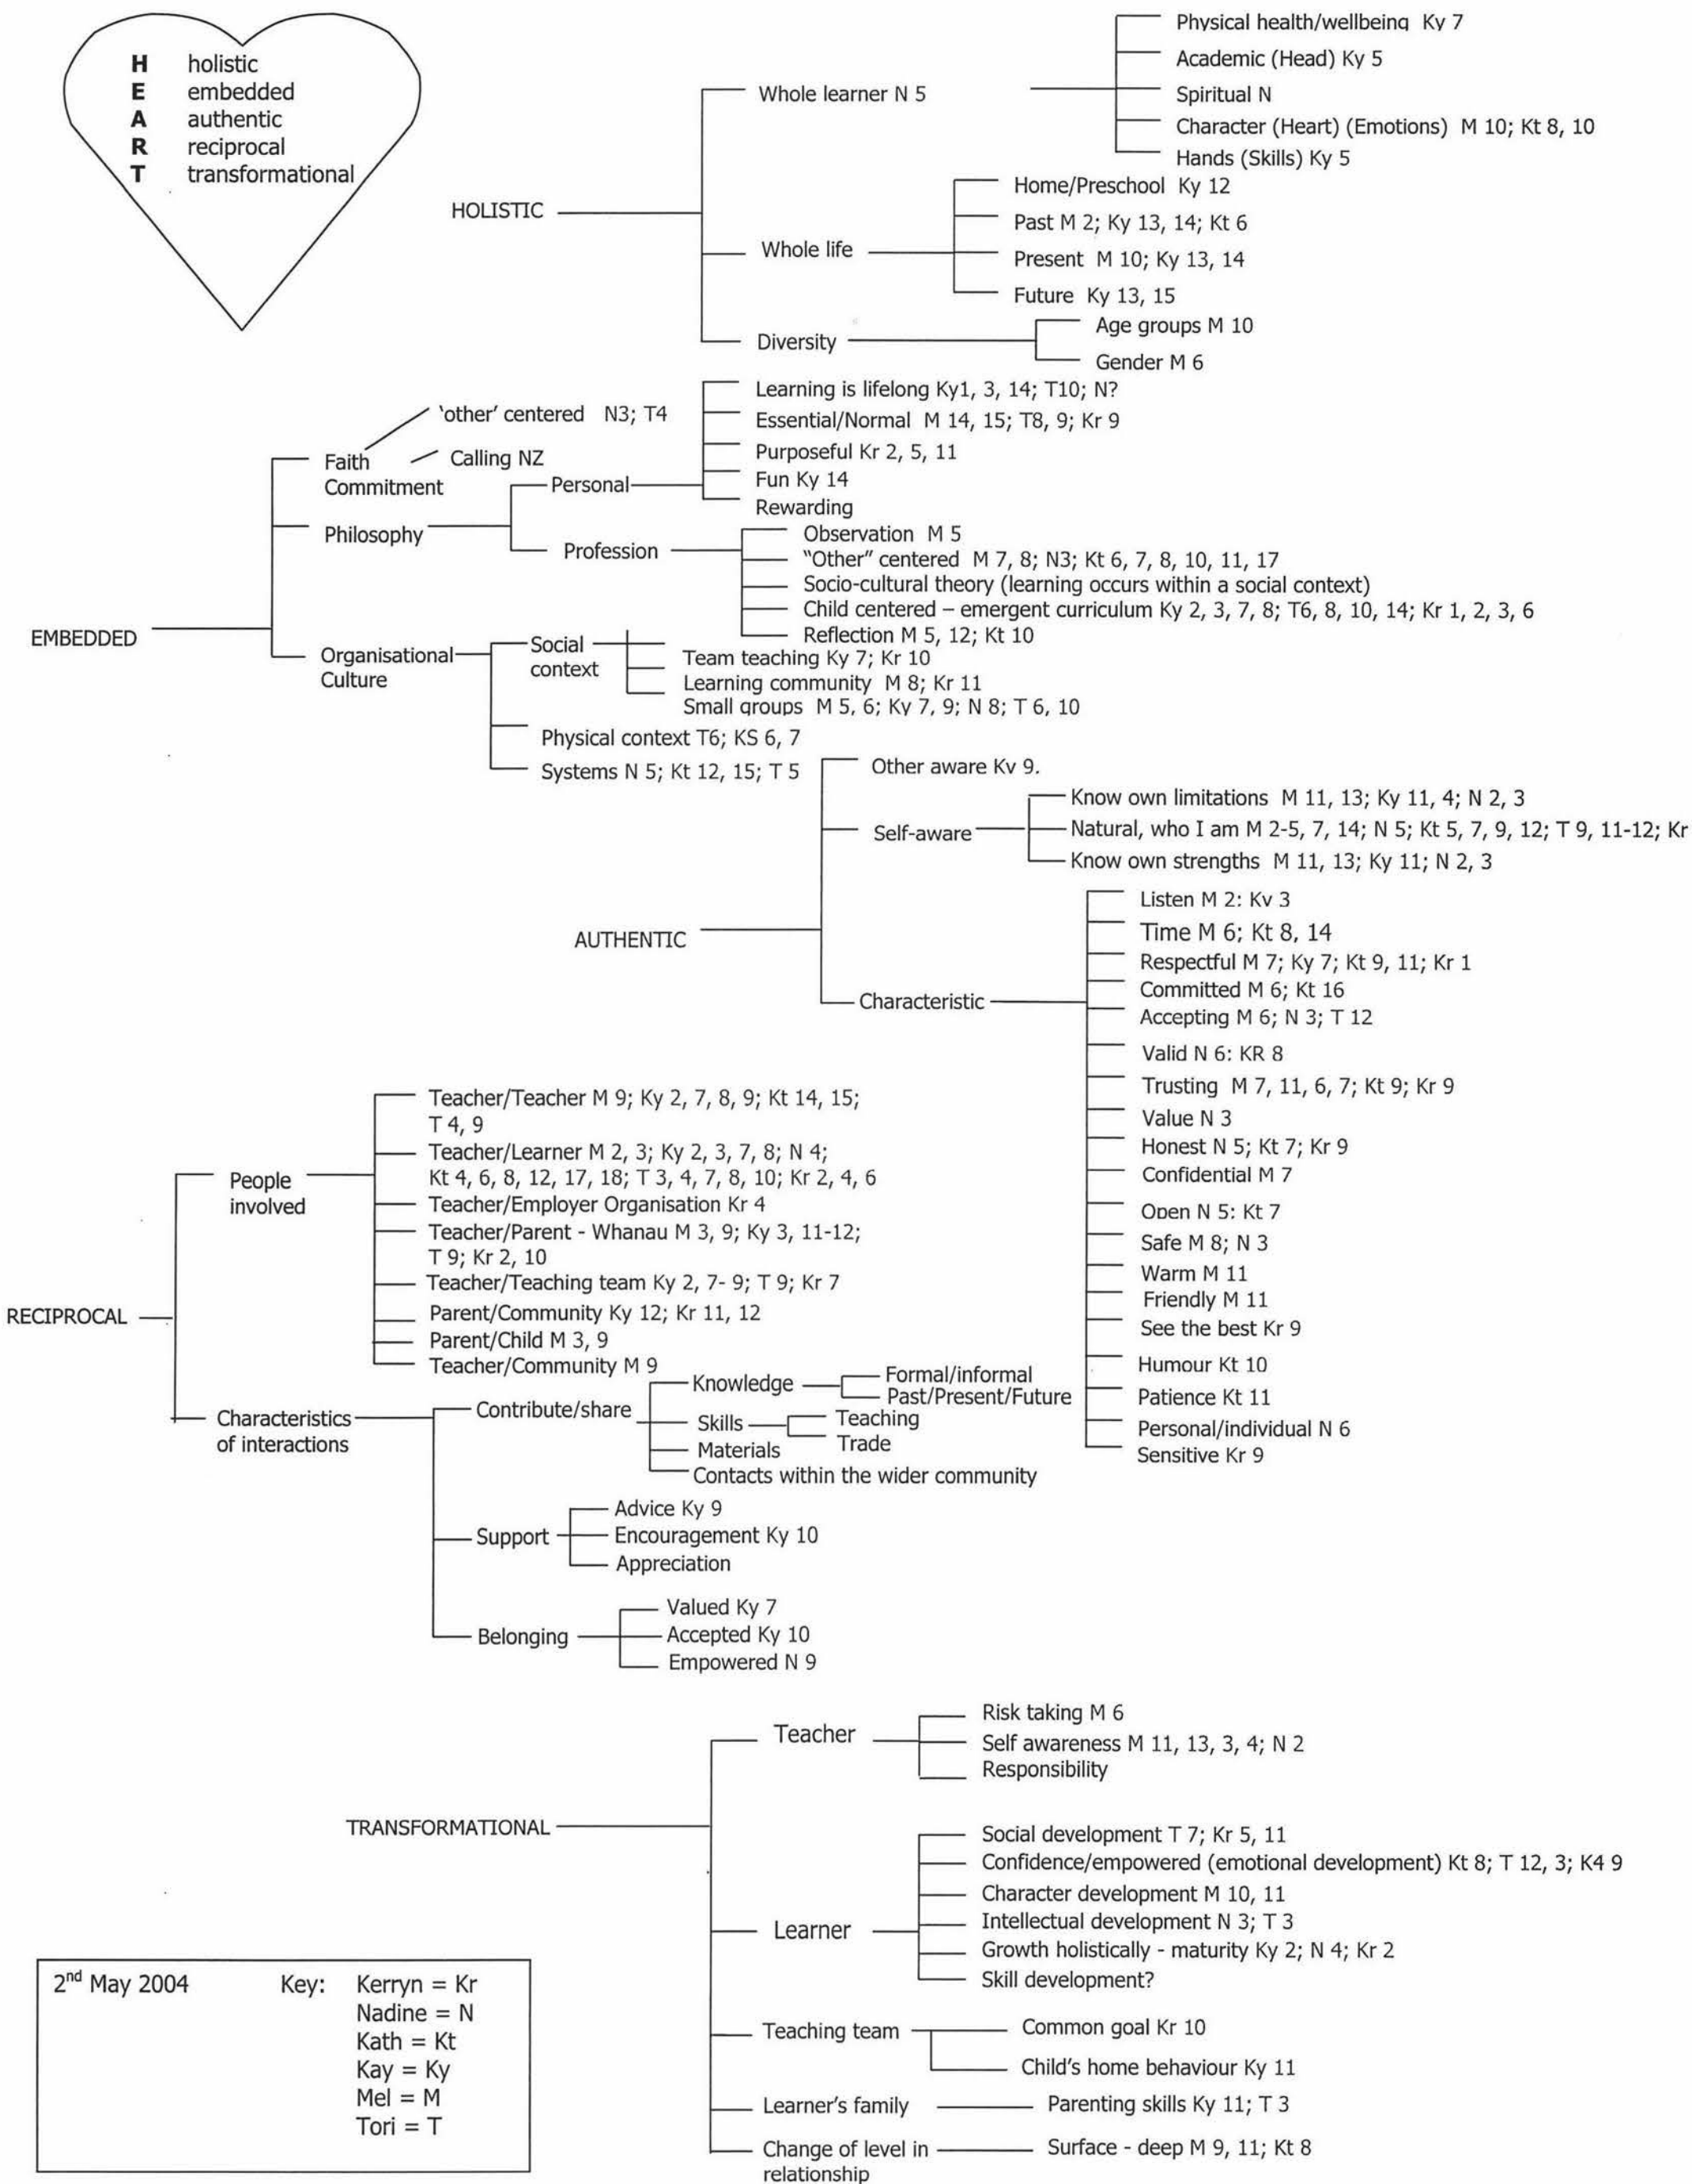 H holistic
E embedded
A authentic
R reciprocal
T transformational
HOLISTIC
Whole learner N 5
Physical health/wellbeing Ky 7
Academic (Head) Ky 5
Spiritual N
Character (Heart) (Emotions) M 10; Kt 8, 10
Hands (Skills) Ky 5
Whole life
Home/Preschool Ky 12
Past M 2; Ky 13, 14; Kt 6
Present M 10; Ky 13, 14
Future Ky 13, 15
Diversity
Age groups M 10
Gender M 6
EMBEDDED
Faith
Commitment
'other' centered N3; T4
Calling NZ
Philosophy
Personal
Learning is lifelong Ky1, 3, 14; T10; N?
Essential/Normal M 14, 15; T8, 9; Kr 9
Purposeful Kr 2, 5, 11
Fun Ky 14
Rewarding
Profession
Observation M 5
"Other" centered M 7, 8; N3; Kt 6, 7, 8, 10, 11, 17
Socio-cultural theory (learning occurs within a social context)
Child centered – emergent curriculum Ky 2, 3, 7, 8; T6, 8, 10, 14; Kr 1, 2, 3, 6
Reflection M 5, 12; Kt 10
Organisational
Culture
Social
context
Team teaching Ky 7; Kr 10
Learning community M 8; Kr 11
Small groups M 5, 6; Ky 7, 9; N 8; T 6, 10
Physical context T6; KS 6, 7
Systems N 5; Kt 12, 15; T 5
AUTHENTIC
Other aware Kv 9.
Self-aware
Know own limitations M 11, 13; Ky 11, 4; N 2, 3
Natural, who I am M 2-5, 7, 14; N 5; Kt 5, 7, 9, 12; T 9, 11-12; Kr
Know own strengths M 11, 13; Ky 11; N 2, 3
Characteristic
Listen M 2: Kv 3
Time M 6; Kt 8, 14
Respectful M 7; Ky 7; Kt 9, 11; Kr 1
Committed M 6; Kt 16
Accepting M 6; N 3; T 12
Valid N 6: KR 8
Trusting M 7, 11, 6, 7; Kt 9; Kr 9
Value N 3
Honest N 5; Kt 7; Kr 9
Confidential M 7
Open N 5: Kt 7
Safe M 8; N 3
Warm M 11
Friendly M 11
See the best Kr 9
Humour Kt 10
Patience Kt 11
Personal/individual N 6
Sensitive Kr 9
RECIPROCAL
People
involved
Teacher/Teacher M 9; Ky 2, 7, 8, 9; Kt 14, 15;
T 4, 9
Teacher/Learner M 2, 3; Ky 2, 3, 7, 8; N 4;
Kt 4, 6, 8, 12, 17, 18; T 3, 4, 7, 8, 10; Kr 2, 4, 6
Teacher/Employer Organisation Kr 4
Teacher/Parent - Whanau M 3, 9; Ky 3, 11-12;
T 9; Kr 2, 10
Teacher/Teaching team Ky 2, 7- 9; T 9; Kr 7
Parent/Community Ky 12; Kr 11, 12
Parent/Child M 3, 9
Teacher/Community M 9
Characteristics
of interactions
Contribute/share
Knowledge
Formal/informal
Past/Present/Future
Skills
Teaching
Trade
Materials
Contacts within the wider community
Support
Advice Ky 9
Encouragement Ky 10
Appreciation
Belonging
Valued Ky 7
Accepted Ky 10
Empowered N 9
TRANSFORMATIONAL
Teacher
Risk taking M 6
Self awareness M 11, 13, 3, 4; N 2
Responsibility
Learner
Social development T 7; Kr 5, 11
Confidence/empowered (emotional development) Kt 8; T 12, 3; K4 9
Character development M 10, 11
Intellectual development N 3; T 3
Growth holistically - maturity Ky 2; N 4; Kr 2
Skill development?
Teaching team
Common goal Kr 10
Child's home behaviour Ky 11
Learner's family
Parenting skills Ky 11; T 3
Change of level in
relationship
Surface - deep M 9, 11; Kt 8
2nd May 2004 Key: Kerryn = Kr
Nadine = N
Kath = Kt
Kay = Ky
Mel = M
Tori = T